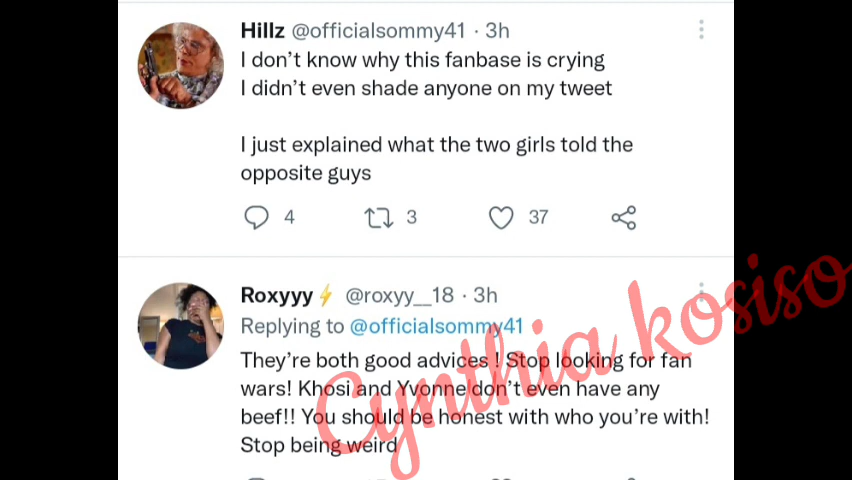 Hillz @officialsommy41 · 3h
I don't know why this fanbase is crying
I didn't even shade anyone on my tweet
I just explained what the two girls told the
opposite guys
4 3 37
Roxyyy⚡ @roxyy__18 · 3h
Replying to @officialsommy41
They're both good advices ! Stop looking for fan
wars! Khosi and Yvonne don't even have any
beef!! You should be honest with who you're with!
Stop being weird
Cynthia kosiso